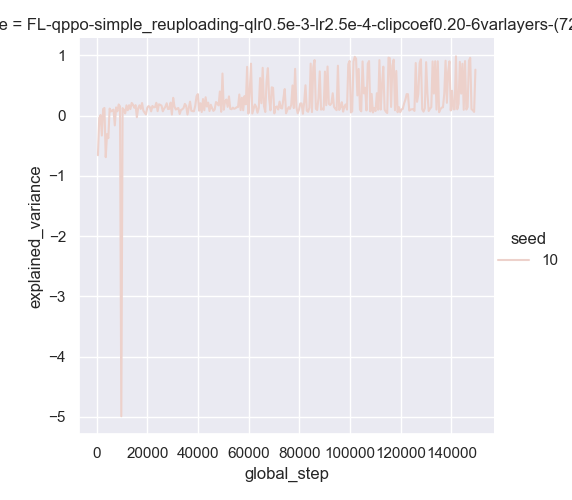 e = FL-qppo-simple_reuploading-qlr0.5e-3-lr2.5e-4-clipcoef0.20-6varlayers-(72
1
0
−1
−2
−3
−4
−5
explained_variance
0 20000 40000 60000 80000 100000 120000 140000
global_step
seed
10